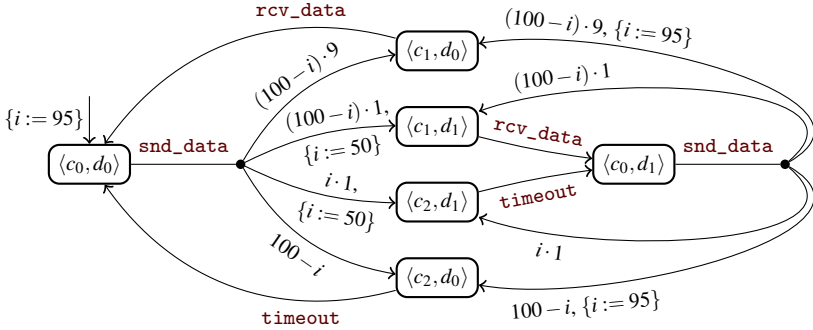 rcv_data
(100−i)·9, {i := 95}
⟨c₁,d₀⟩
(100−i)·9
(100−i)·1
{i := 95}
(100−i)·1,
⟨c₁,d₁⟩
rcv_data
{i := 50}
⟨c₀,d₀⟩
snd_data
⟨c₀,d₁⟩
snd_data
i·1,
⟨c₂,d₁⟩
timeout
{i := 50}
i·1
100−i
⟨c₂,d₀⟩
100−i, {i := 95}
timeout